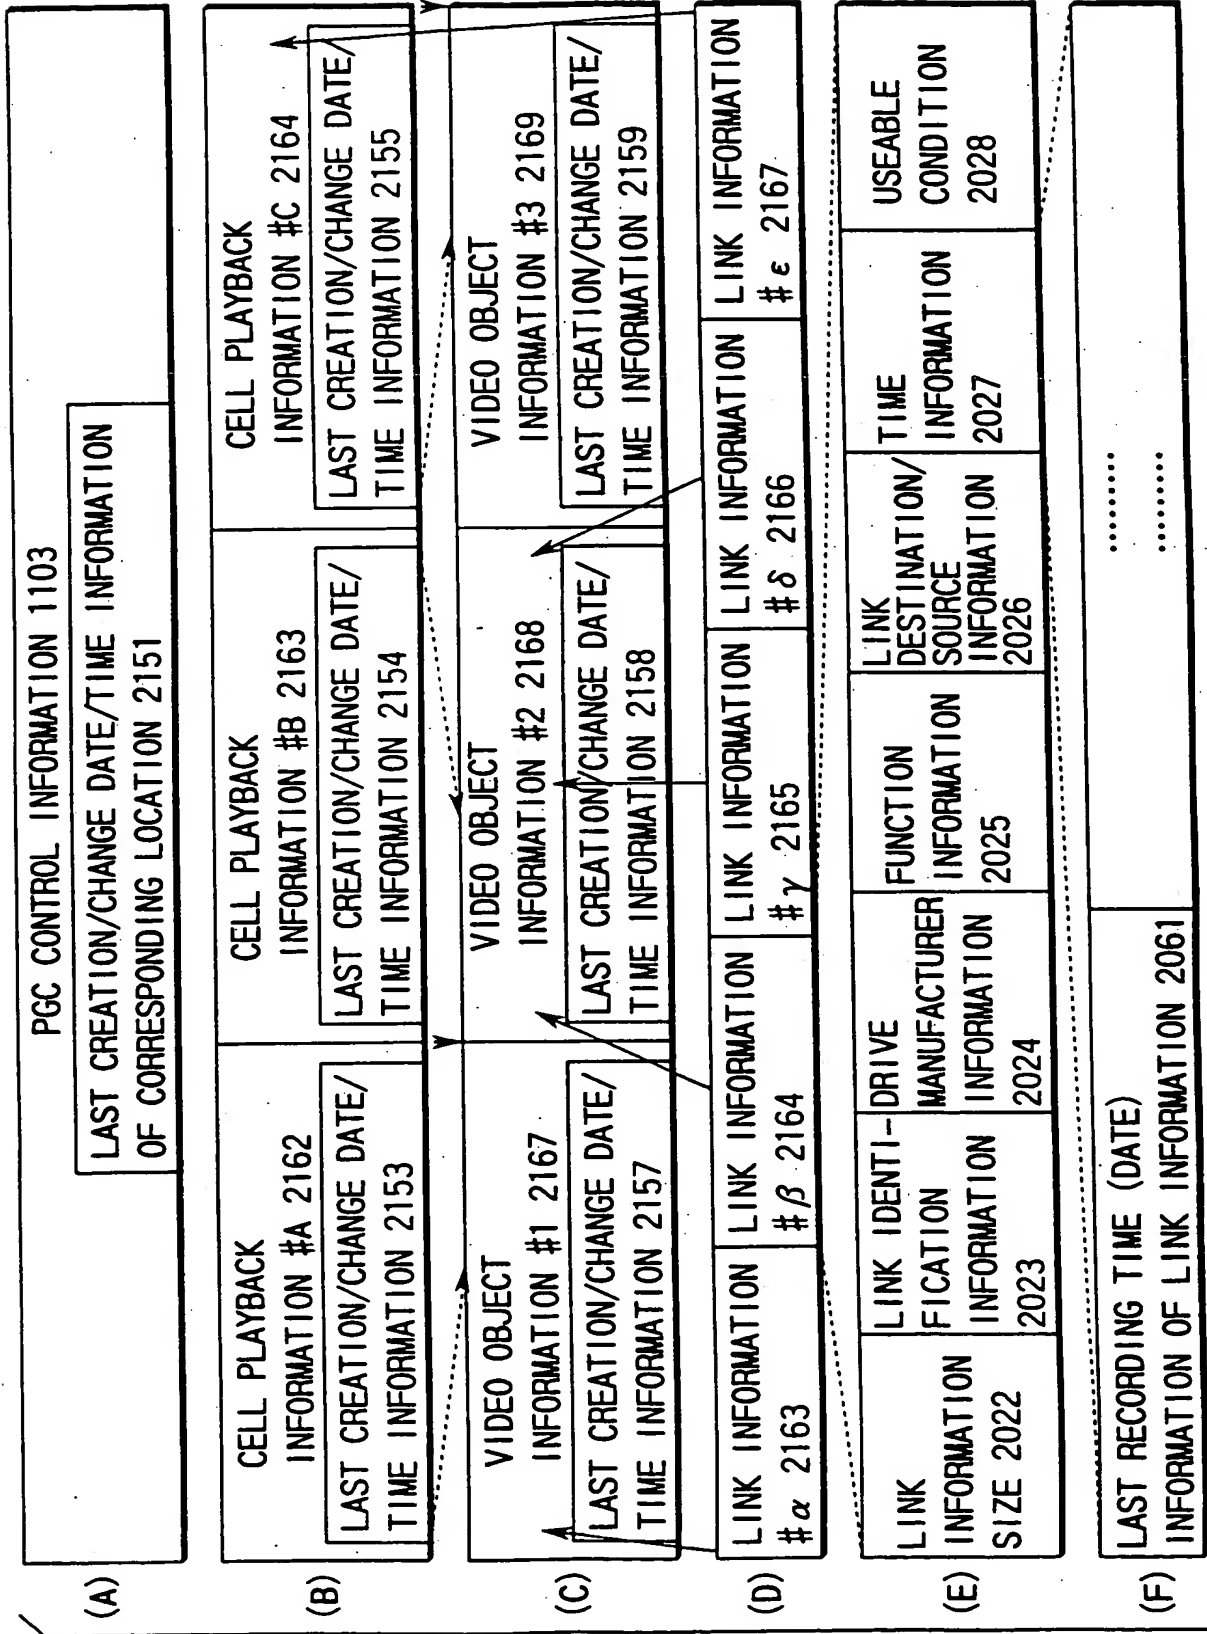 (A)
PGC CONTROL INFORMATION 1103
LAST CREATION/CHANGE DATE/TIME INFORMATION
OF CORRESPONDING LOCATION 2151
(B)
CELL PLAYBACK
INFORMATION #A 2162
LAST CREATION/CHANGE DATE/
TIME INFORMATION 2153
CELL PLAYBACK
INFORMATION #B 2163
LAST CREATION/CHANGE DATE/
TIME INFORMATION 2154
CELL PLAYBACK
INFORMATION #C 2164
LAST CREATION/CHANGE DATE/
TIME INFORMATION 2155
(C)
VIDEO OBJECT
INFORMATION #1 2167
LAST CREATION/CHANGE DATE/
TIME INFORMATION 2157
VIDEO OBJECT
INFORMATION #2 2168
LAST CREATION/CHANGE DATE/
TIME INFORMATION 2158
VIDEO OBJECT
INFORMATION #3 2169
LAST CREATION/CHANGE DATE/
TIME INFORMATION 2159
(D)
LINK INFORMATION
#α 2163
LINK INFORMATION
#β 2164
LINK INFORMATION
#γ 2165
LINK INFORMATION
#δ 2166
LINK INFORMATION
#ε 2167
(E)
LINK
INFORMATION
SIZE 2022
LINK IDENTI-
FICATION
INFORMATION
2023
DRIVE
MANUFACTURER
INFORMATION
2024
FUNCTION
INFORMATION
2025
LINK
DESTINATION/
SOURCE
INFORMATION
2026
TIME
INFORMATION
2027
USEABLE
CONDITION
2028
(F)
LAST RECORDING TIME (DATE)
INFORMATION OF LINK INFORMATION 2061
.........
.........